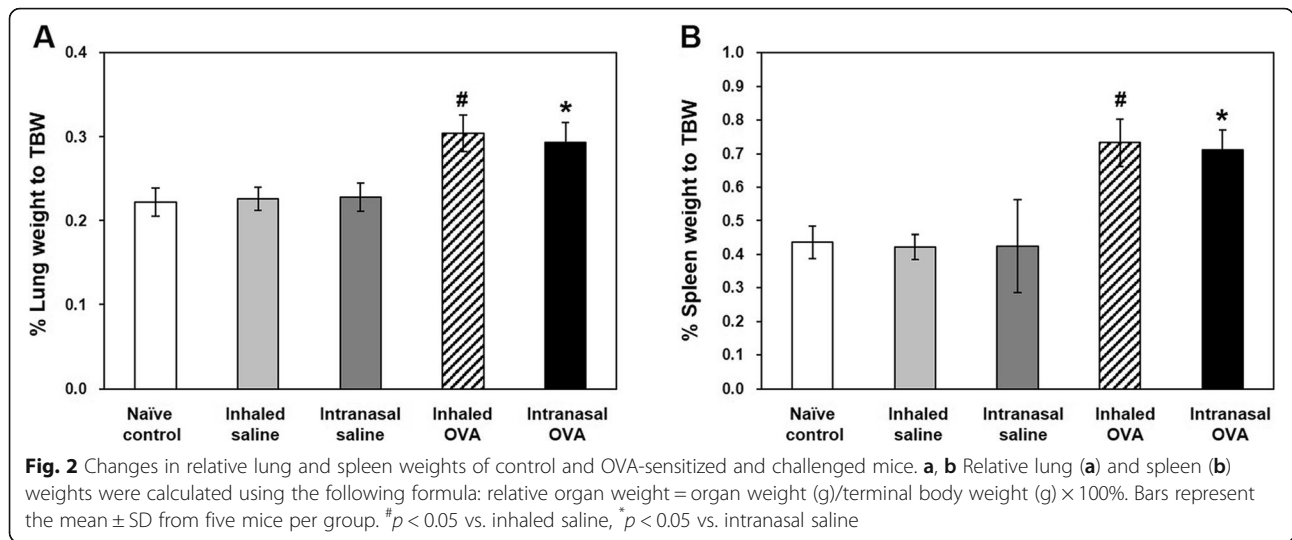 A
B
% Lung weight to TBW
0.4
0.3
0.2
0.1
0.0
#
*
Naïve control
Inhaled saline
Intranasal saline
Inhaled OVA
Intranasal OVA
% Spleen weight to TBW
1.0
0.9
0.8
0.7
0.6
0.5
0.4
0.3
0.2
0.1
0.0
#
*
Naïve control
Inhaled saline
Intranasal saline
Inhaled OVA
Intranasal OVA
Fig. 2 Changes in relative lung and spleen weights of control and OVA-sensitized and challenged mice. a, b Relative lung (a) and spleen (b)
weights were calculated using the following formula: relative organ weight = organ weight (g)/terminal body weight (g) × 100%. Bars represent
the mean ± SD from five mice per group. #p < 0.05 vs. inhaled saline, *p < 0.05 vs. intranasal saline